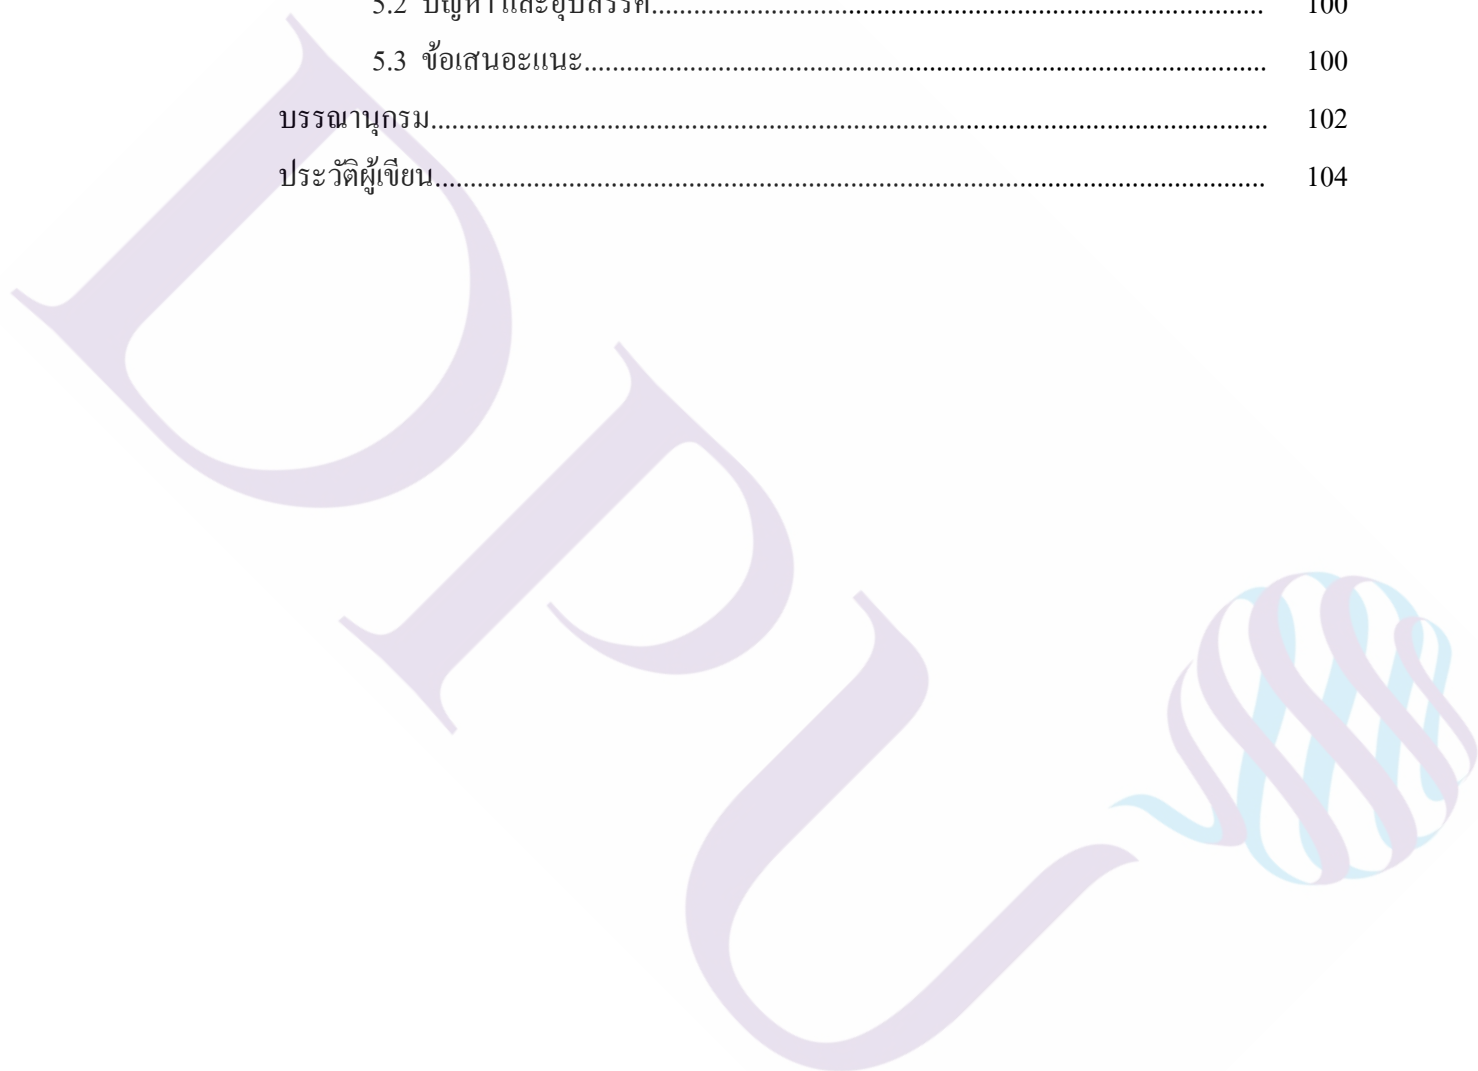 5.2 ปัญหา และอุปสรรค........................................................................................ 100
5.3 ข้อเสนอะแนะ.................................................................................................. 100
บรรณานุกรม........................................................................................................................ 102
ประวัติผู้เขียน....................................................................................................................... 104
DPU